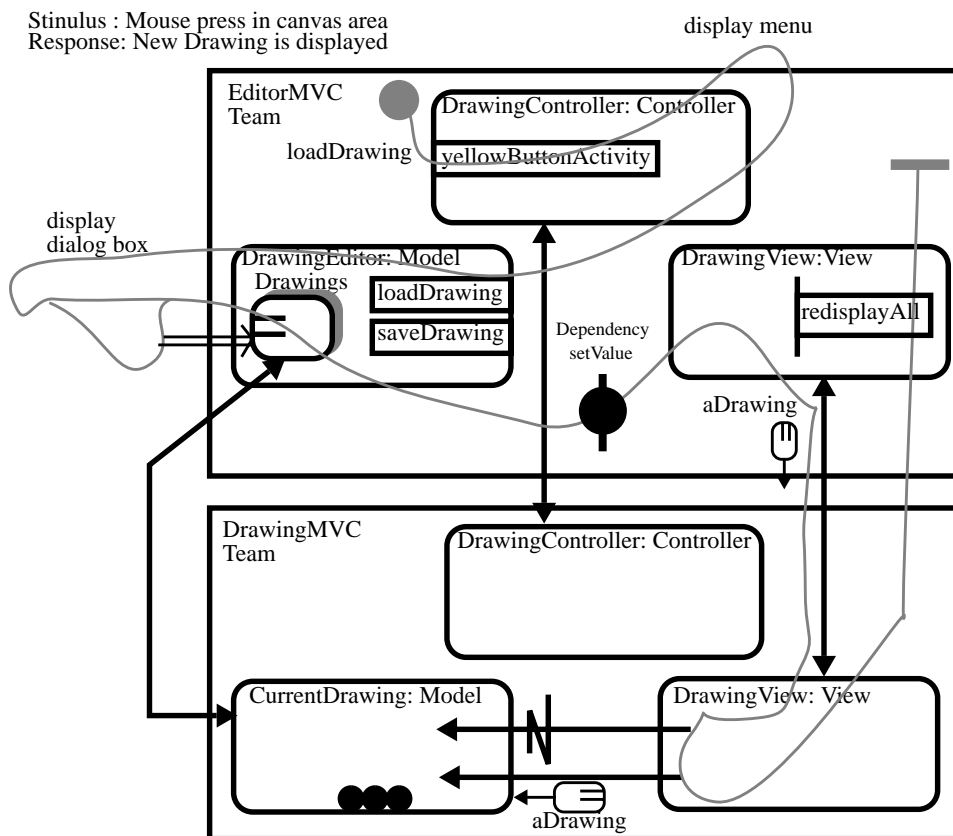 Stinulus : Mouse press in canvas area
Response: New Drawing is displayed
display menu
EditorMVC
Team
DrawingController: Controller
loadDrawing
yellowButtonActivity
display
dialog box
DrawingEditor: Model
Drawings
loadDrawing
saveDrawing
DrawingView:View
redisplayAll
Dependency
setValue
aDrawing
DrawingMVC
Team
DrawingController: Controller
CurrentDrawing: Model
DrawingView: View
aDrawing